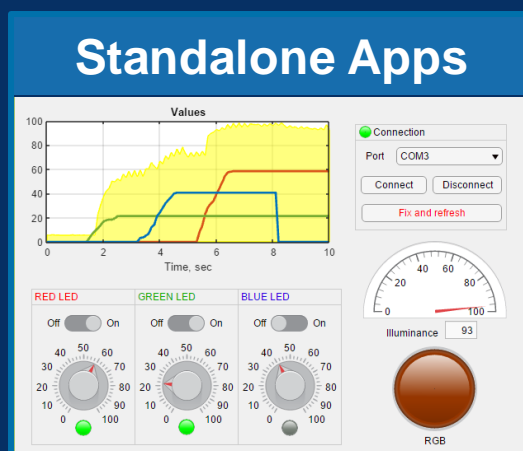 Standalone Apps
Values
100
80
60
40
20
0
0 2 4 6 8 10
Time, sec
Connection
Port COM3
Connect Disconnect
Fix and refresh
0 20 40 60 80 100
Illuminance 93
RGB
RED LED GREEN LED BLUE LED
Off On Off On Off On
0 10 20 30 40 50 60 70 80 90 100
0 10 20 30 40 50 60 70 80 90 100
0 10 20 30 40 50 60 70 80 90 100